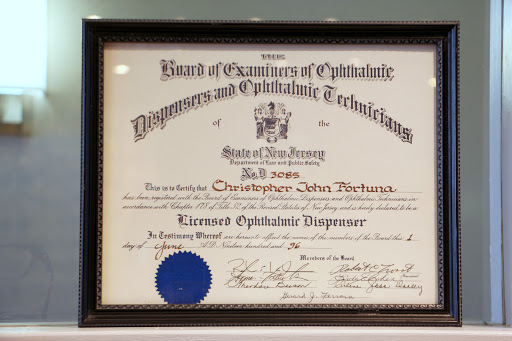 THE
Board of Examiners of Ophthalmic
Dispensers and Ophthalmic Technicians
of the
State of New Jersey
Department of Law and Public Safety
No. D 3085
This is to Certify that Christopher John Fortuna
has been registered with the Board of Examiners of Ophthalmic Dispensers and Ophthalmic Technicians in
accordance with Chapter 17B of Title 52 of the Revised Statutes of New Jersey and is hereby declared to be a
Licensed Ophthalmic Dispenser
In Testimony Whereof we hereunto affix the names of the members of the Board this 1
day of June A.D. Nineteen hundred and 96
Members of the Board
Robert C. Troast
Gerard J. Ferrara